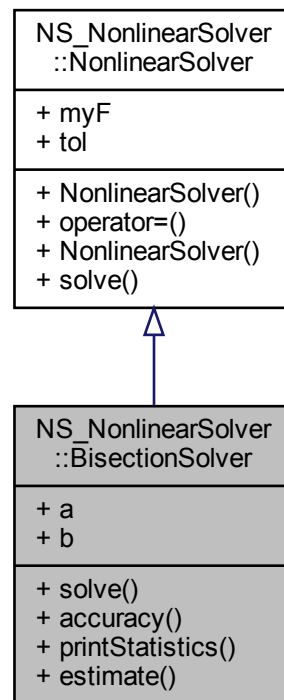 NS_NonlinearSolver
::NonlinearSolver
+ myF
+ tol
+ NonlinearSolver()
+ operator=()
+ NonlinearSolver()
+ solve()
NS_NonlinearSolver
::BisectionSolver
+ a
+ b
+ solve()
+ accuracy()
+ printStatistics()
+ estimate()